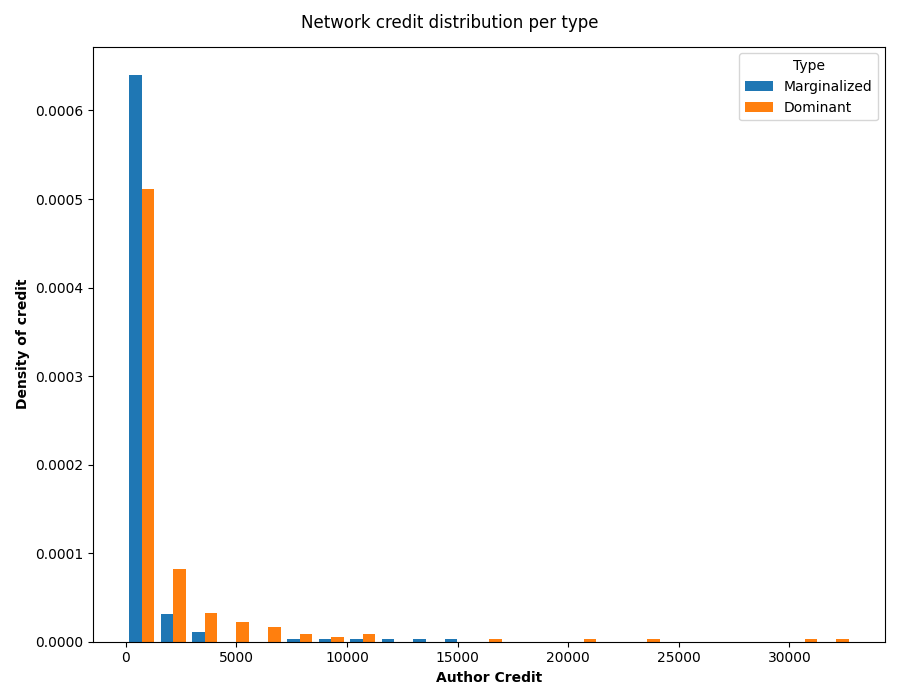 Network credit distribution per type
Type
Marginalized
Dominant
Density of credit
0.0006
0.0005
0.0004
0.0003
0.0002
0.0001
0.0000
0 5000 10000 15000 20000 25000 30000
Author Credit